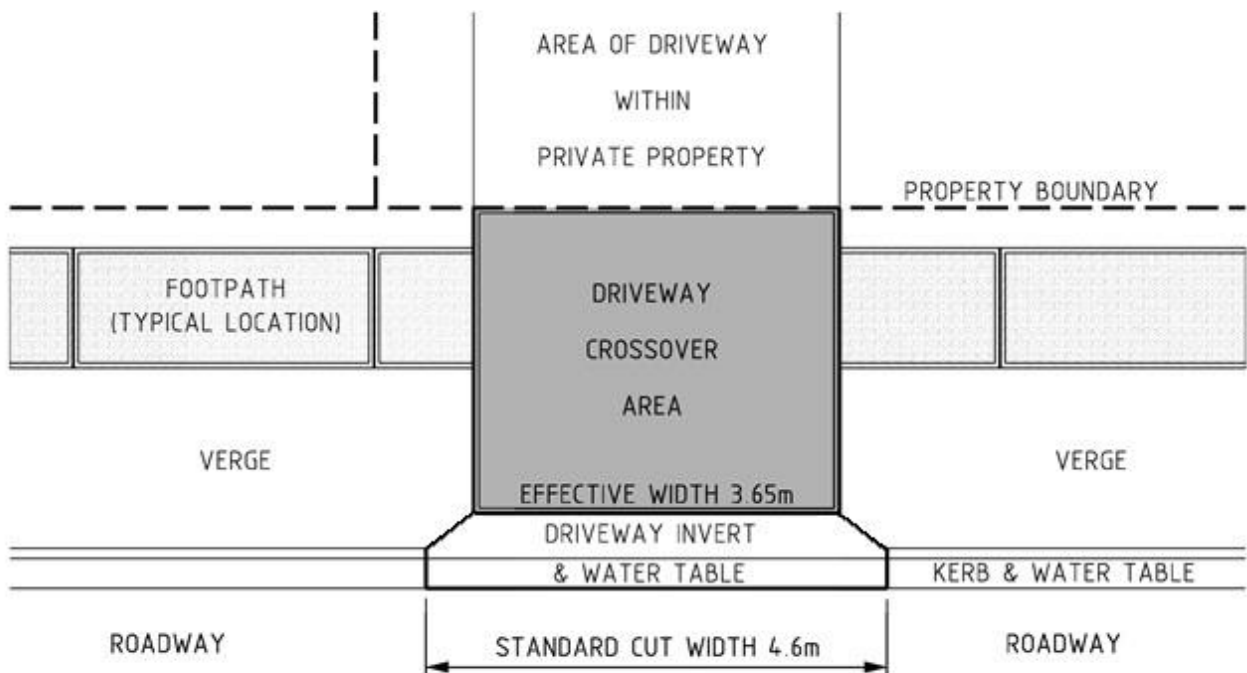 AREA OF DRIVEWAY
WITHIN
PRIVATE PROPERTY
PROPERTY BOUNDARY
FOOTPATH
(TYPICAL LOCATION)
DRIVEWAY
CROSSOVER
AREA
VERGE
VERGE
EFFECTIVE WIDTH 3.65m
DRIVEWAY INVERT
& WATER TABLE
KERB & WATER TABLE
ROADWAY
STANDARD CUT WIDTH 4.6m
ROADWAY